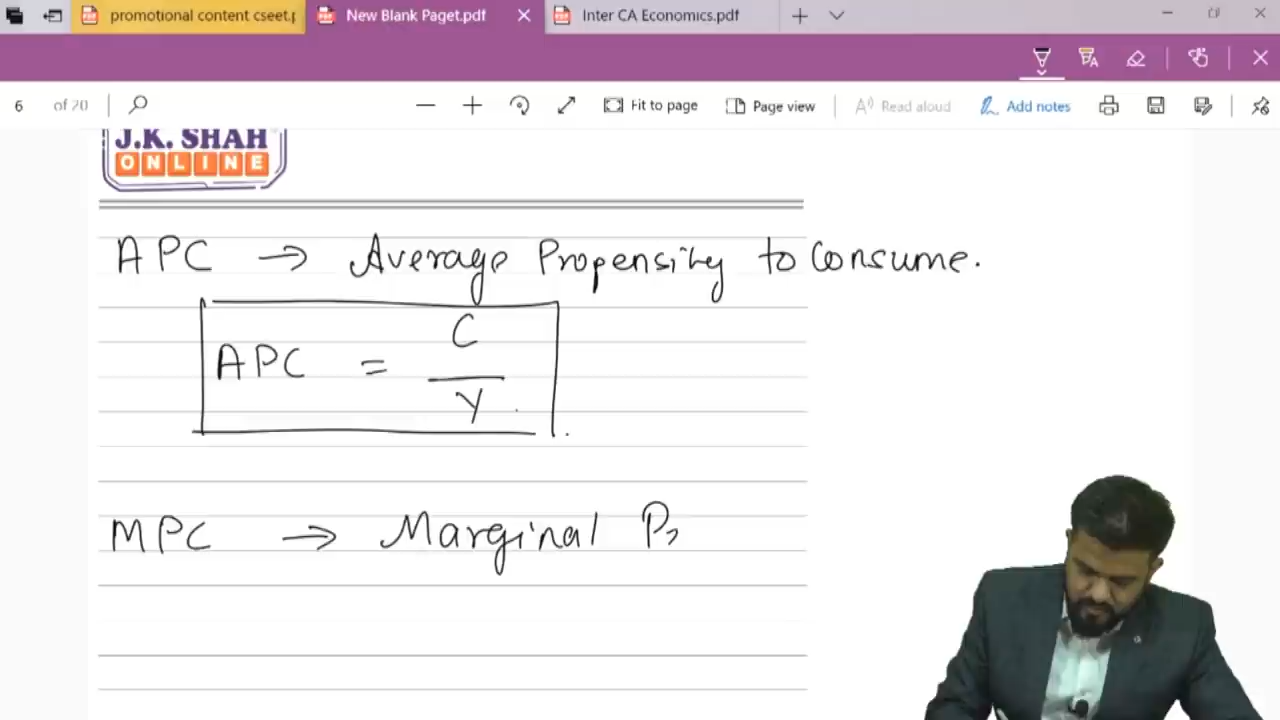 promotional content cseet.p
New Blank Paget.pdf
Inter CA Economics.pdf
6 of 20
Fit to page
Page view
Read aloud
Add notes
J.K. SHAH
ONLINE
APC → Average Propensity to Consume.
APC = C / Y
MPC → Marginal Pr